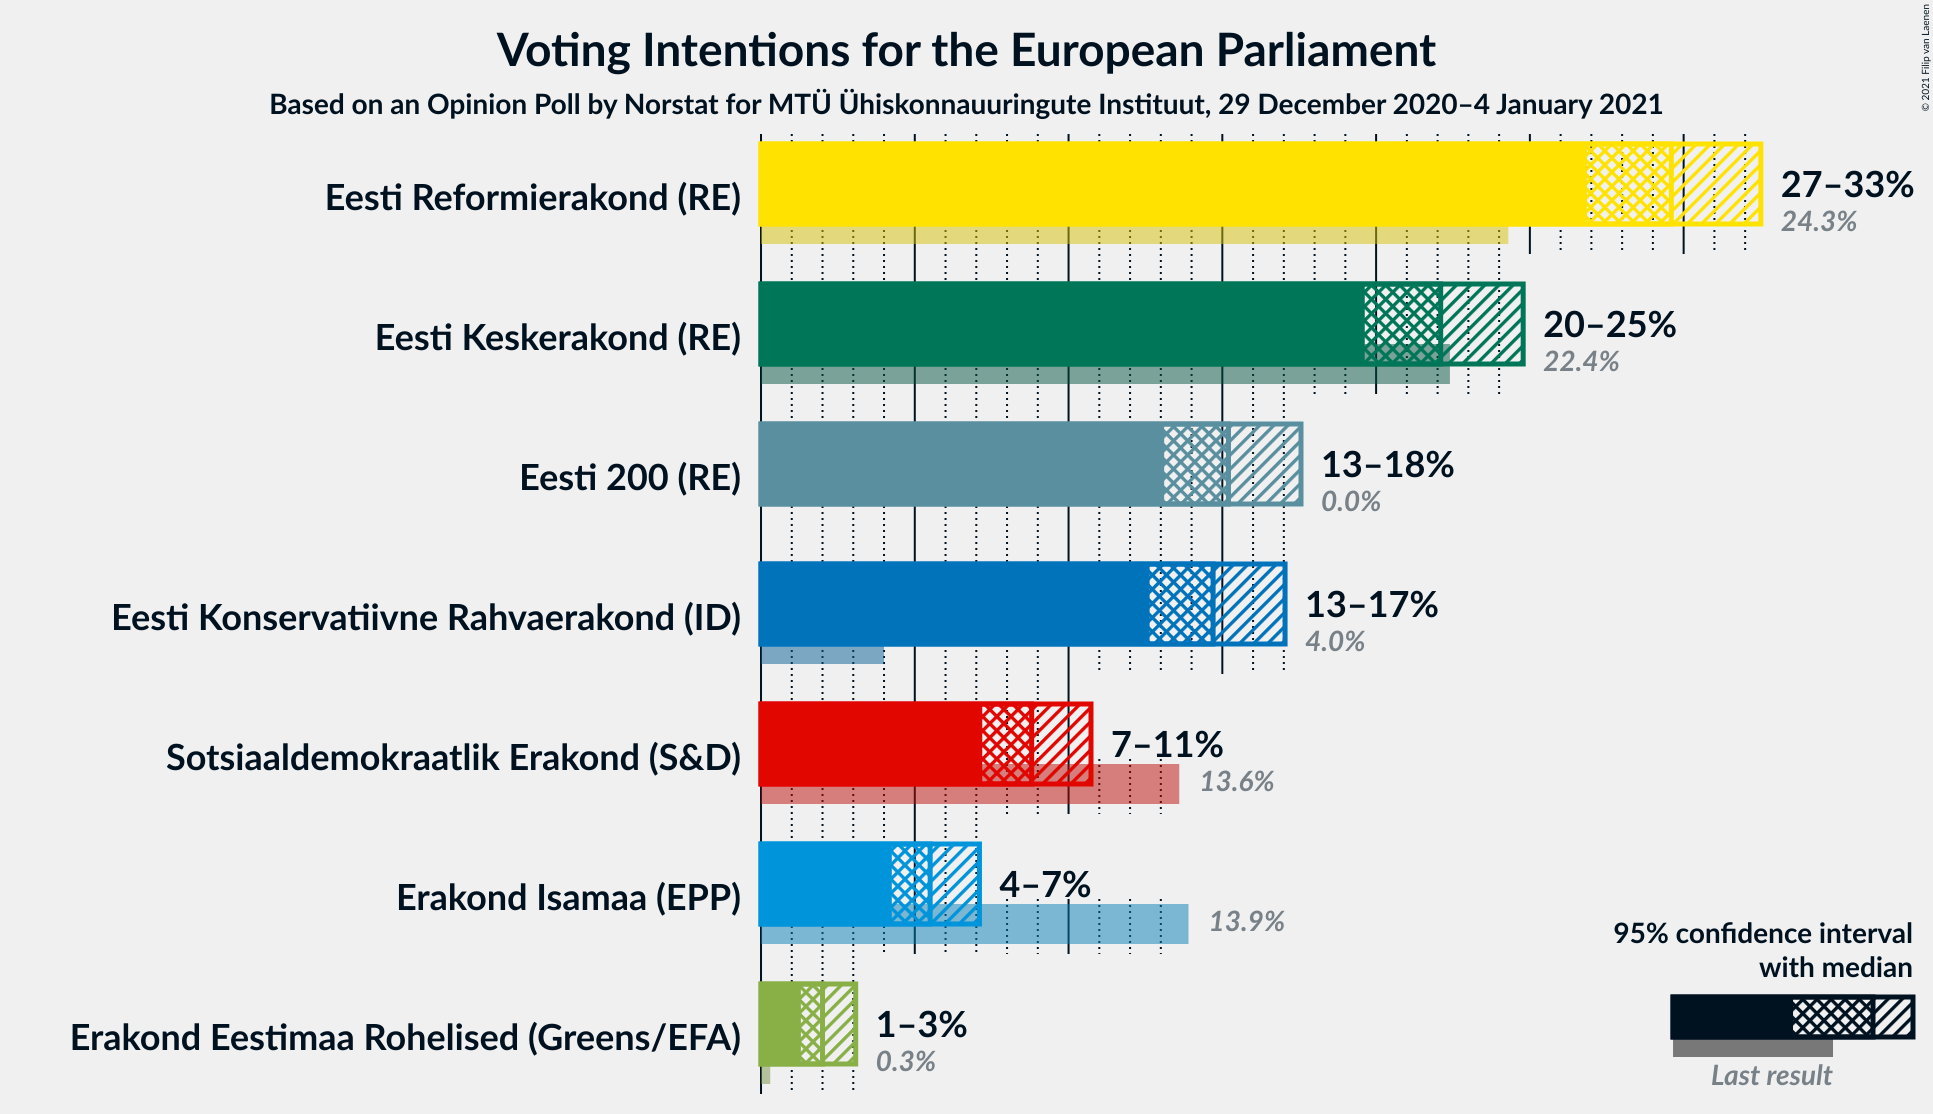 Voting Intentions for the European Parliament
Based on an Opinion Poll by Norstat for MTÜ Ühiskonnauuringute Instituut, 29 December 2020–4 January 2021
© 2021 Filip van Laenen
Eesti Reformierakond (RE)
27–33%
24.3%
Eesti Keskerakond (RE)
20–25%
22.4%
Eesti 200 (RE)
13–18%
0.0%
Eesti Konservatiivne Rahvaerakond (ID)
13–17%
4.0%
Sotsiaaldemokraatlik Erakond (S&D)
7–11%
13.6%
Erakond Isamaa (EPP)
4–7%
13.9%
Erakond Eestimaa Rohelised (Greens/EFA)
1–3%
0.3%
95% confidence interval
with median
Last result